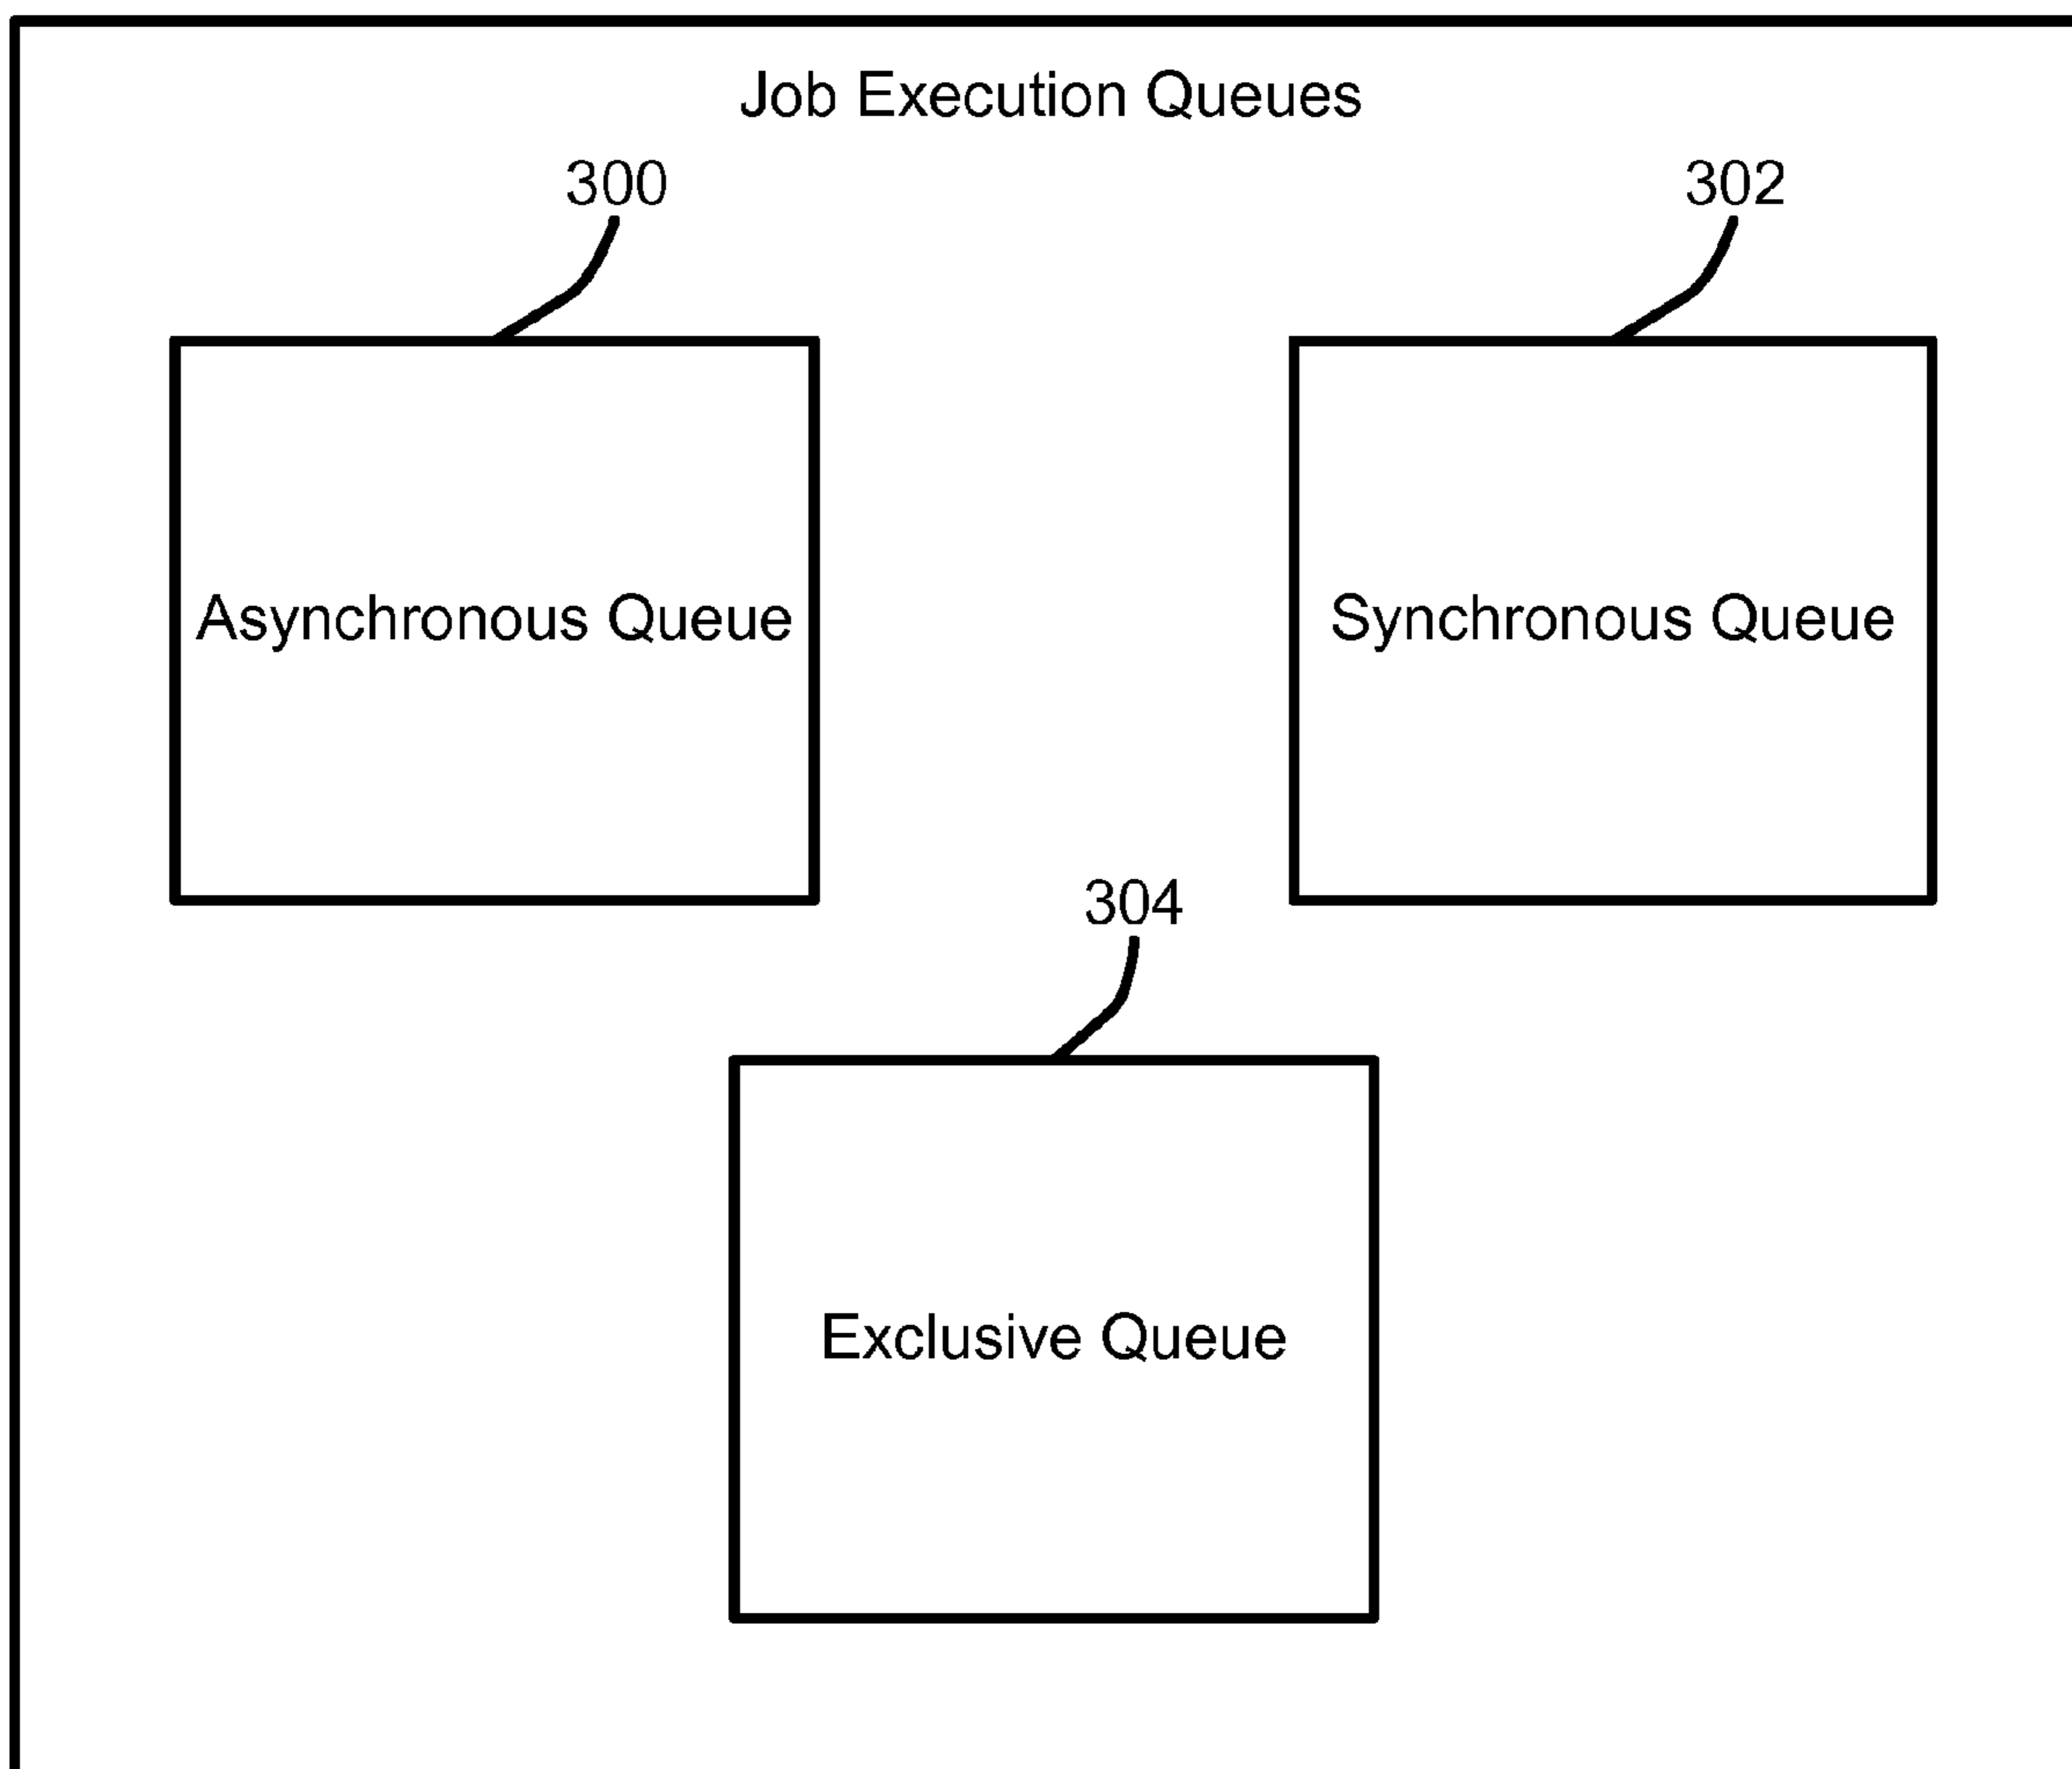 Job Execution Queues
300
302
Asynchronous Queue
Synchronous Queue
304
Exclusive Queue